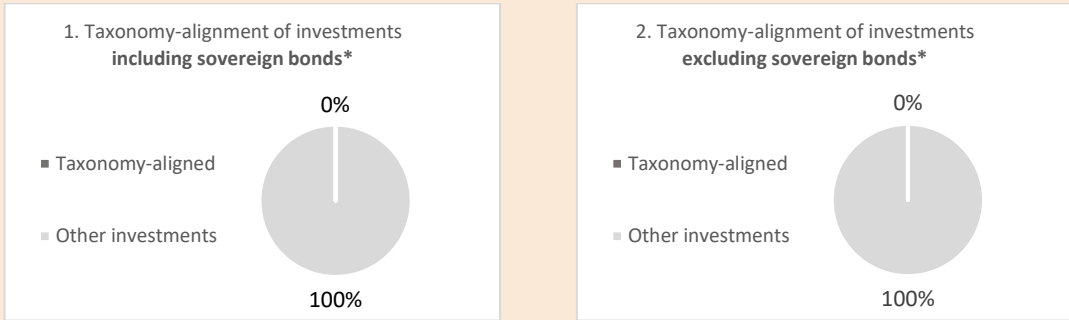 1. Taxonomy-alignment of investments
including sovereign bonds*
0%
Taxonomy-aligned
Other investments
100%
2. Taxonomy-alignment of investments
excluding sovereign bonds*
0%
Taxonomy-aligned
Other investments
100%